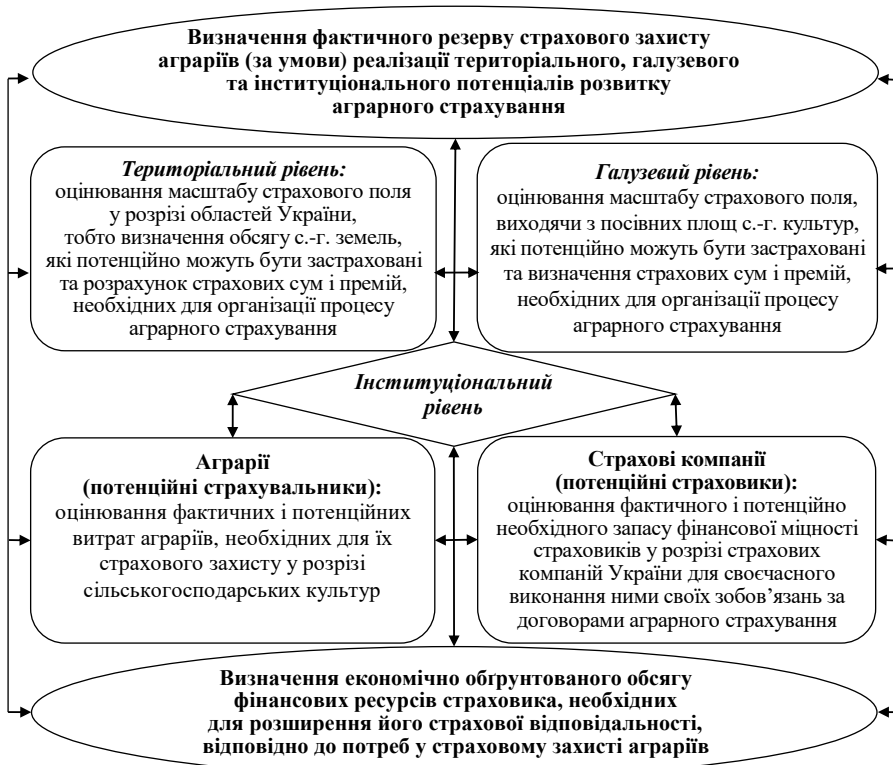 Визначення фактичного резерву страхового захисту
аграріїв (за умови) реалізації територіального, галузевого
та інституціонального потенціалів розвитку
аграрного страхування
Територіальний рівень:
оцінювання масштабу страхового поля
у розрізі областей України,
тобто визначення обсягу с.-г. земель,
які потенційно можуть бути застраховані
та розрахунок страхових сум і премій,
необхідних для організації процесу
аграрного страхування
Галузевий рівень:
оцінювання масштабу страхового поля,
виходячи з посівних площ с.-г. культур,
які потенційно можуть бути застраховані
та визначення страхових сум і премій,
необхідних для організації процесу
аграрного страхування
Інституціональний
рівень
Аграрії
(потенційні страхувальники):
оцінювання фактичних і потенційних
витрат аграріїв, необхідних для їх
страхового захисту у розрізі
сільськогосподарських культур
Страхові компанії
(потенційні страховики):
оцінювання фактичного і потенційно
необхідного запасу фінансової міцності
страховиків у розрізі страхових
компаній України для своєчасного
виконання ними своїх зобов’язань за
договорами аграрного страхування
Визначення економічно обґрунтованого обсягу
фінансових ресурсів страховика, необхідних
для розширення його страхової відповідальності,
відповідно до потреб у страховому захисті аграріїв